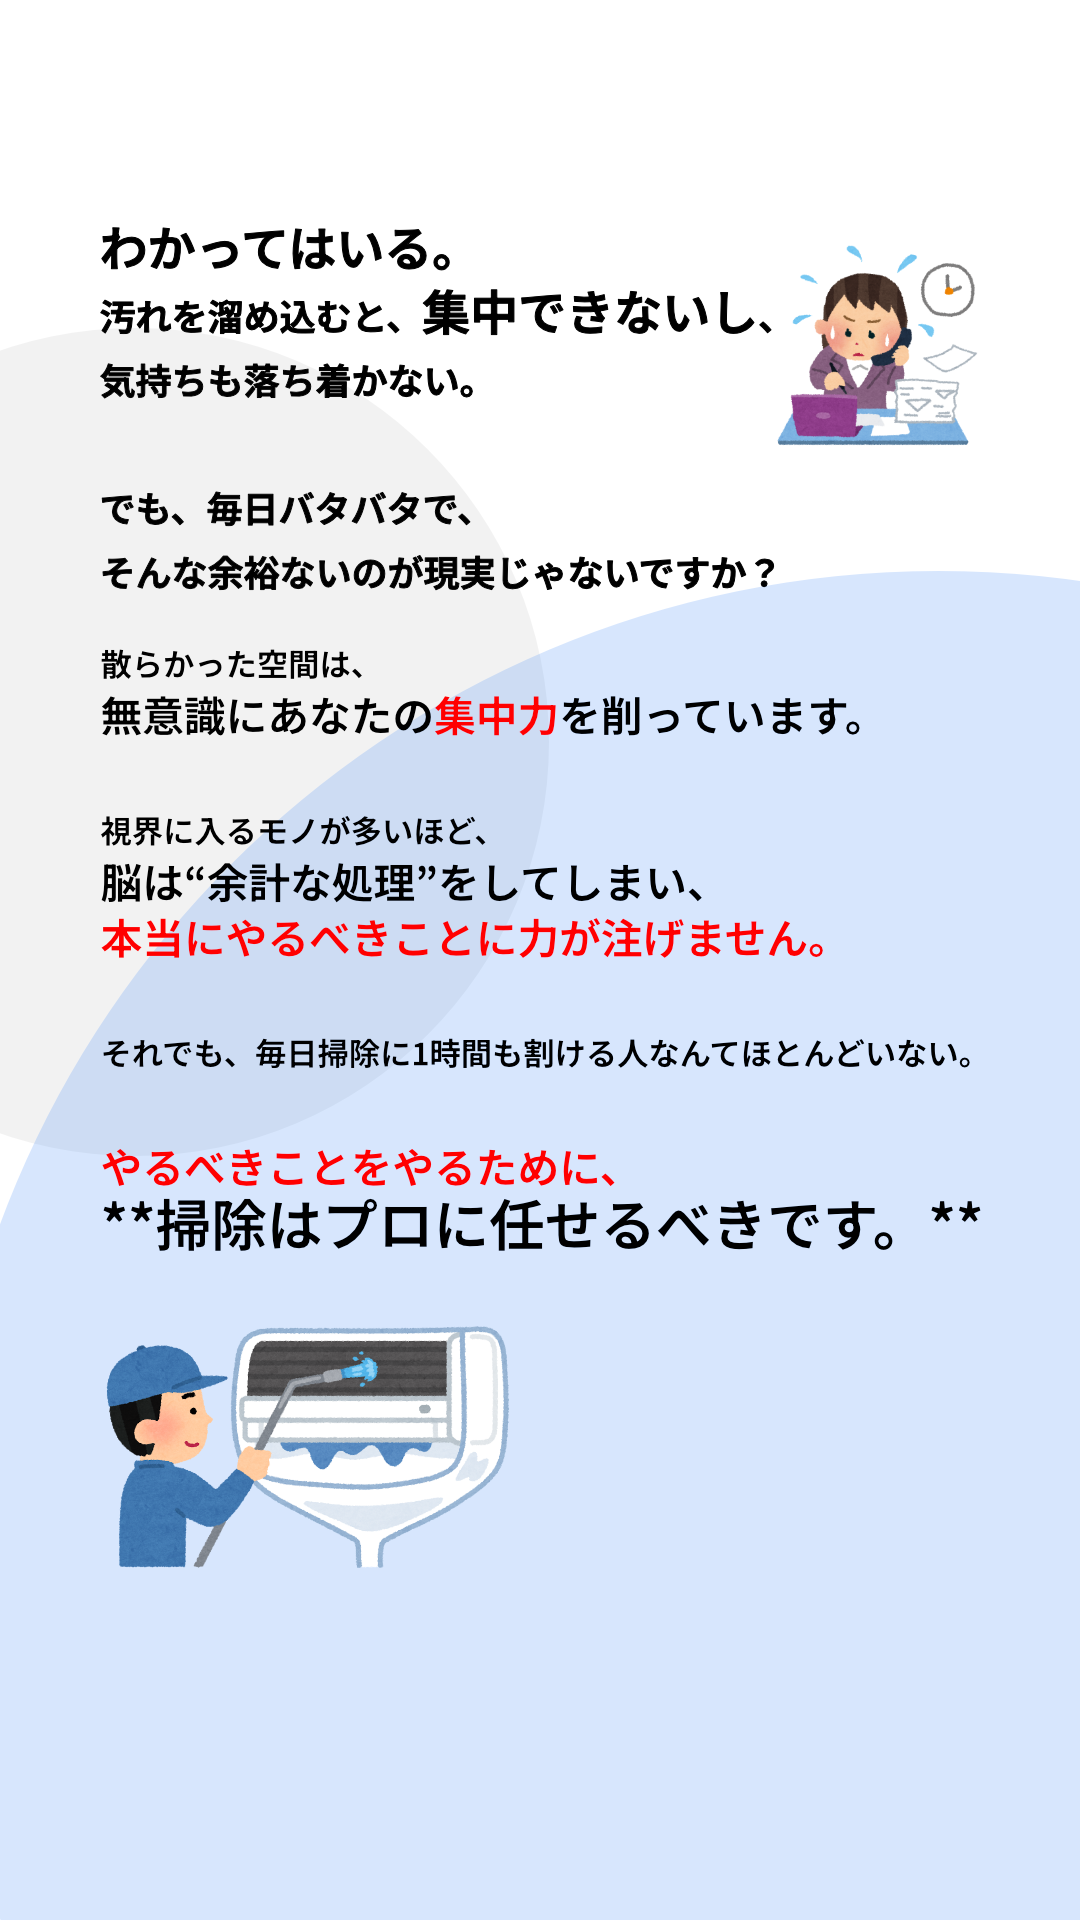 わかってはいる。
汚れを溜め込むと、集中できないし、
気持ちも落ち着かない。
でも、毎日バタバタで、
そんな余裕ないのが現実じゃないですか？
散らかった空間は、
無意識にあなたの集中力を削っています。
視界に入るモノが多いほど、
脳は“余計な処理”をしてしまい、
本当にやるべきことに力が注げません。
それでも、毎日掃除に1時間も割ける人なんてほとんどいない。
やるべきことをやるために、
**掃除はプロに任せるべきです。**